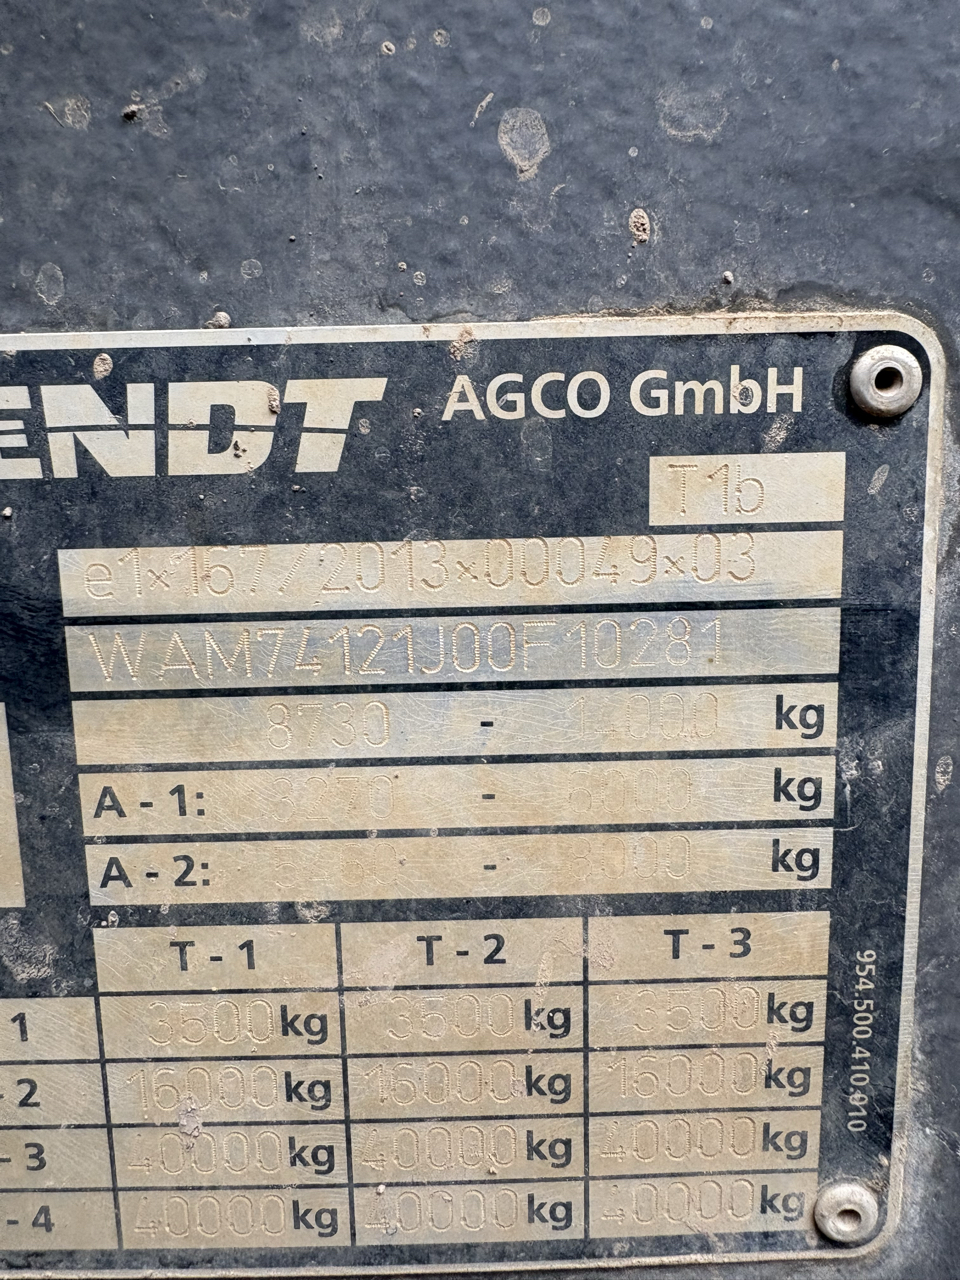 ENDT AGCO GmbH
T1b
e1*167/2013*00049*03
WAM74121J00F10281
8730 - 14000 kg
A - 1: 3270 - 6000 kg
A - 2: - 9000 kg
T - 1 T - 2 T - 3
1 3500 kg 3500 kg 3500 kg
- 2 16000 kg 16000 kg 16000 kg
- 3 40000 kg 40000 kg 40000 kg
- 4 40000 kg 40000 kg 40000 kg
954.500.410.910